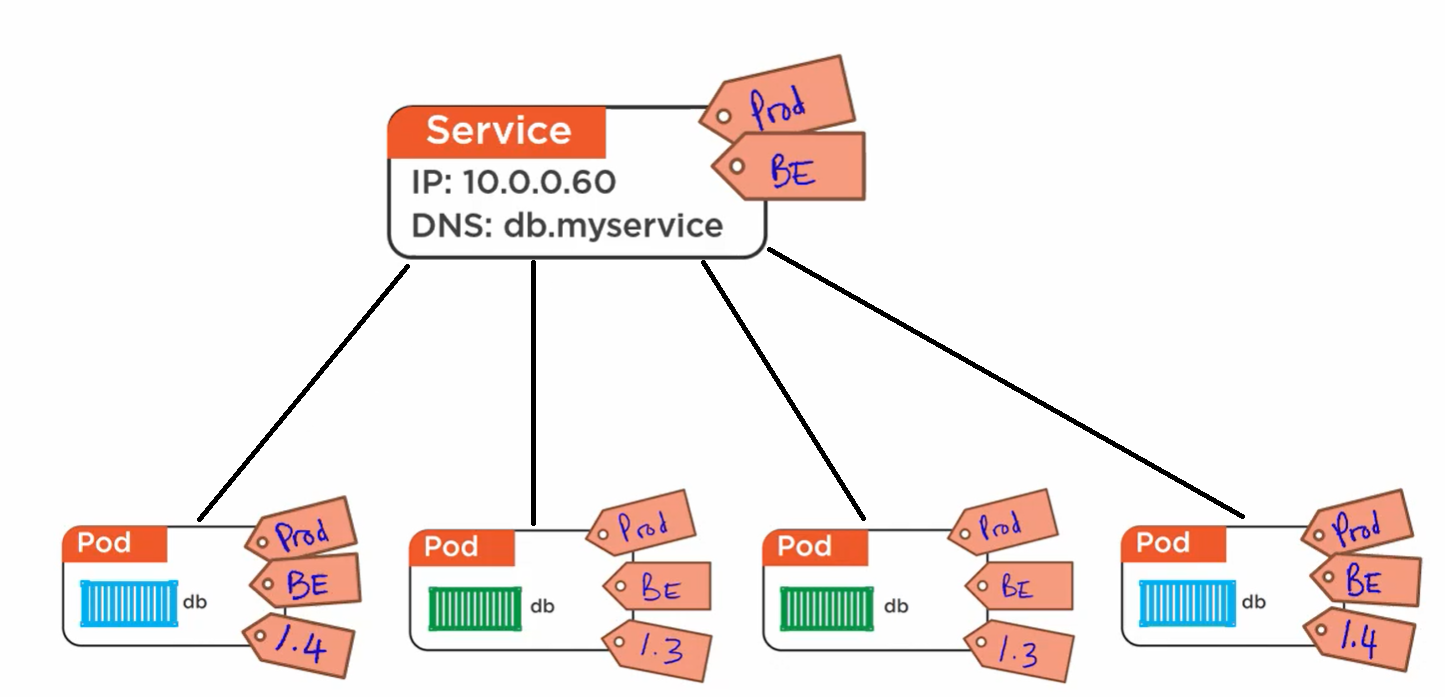 Prod
Service
BE
IP: 10.0.0.60
DNS: db.myservice
Pod
Prod
db
BE
1.4
Pod
Prod
db
BE
1.3
Pod
Prod
db
BE
1.3
Pod
Prod
db
BE
1.4